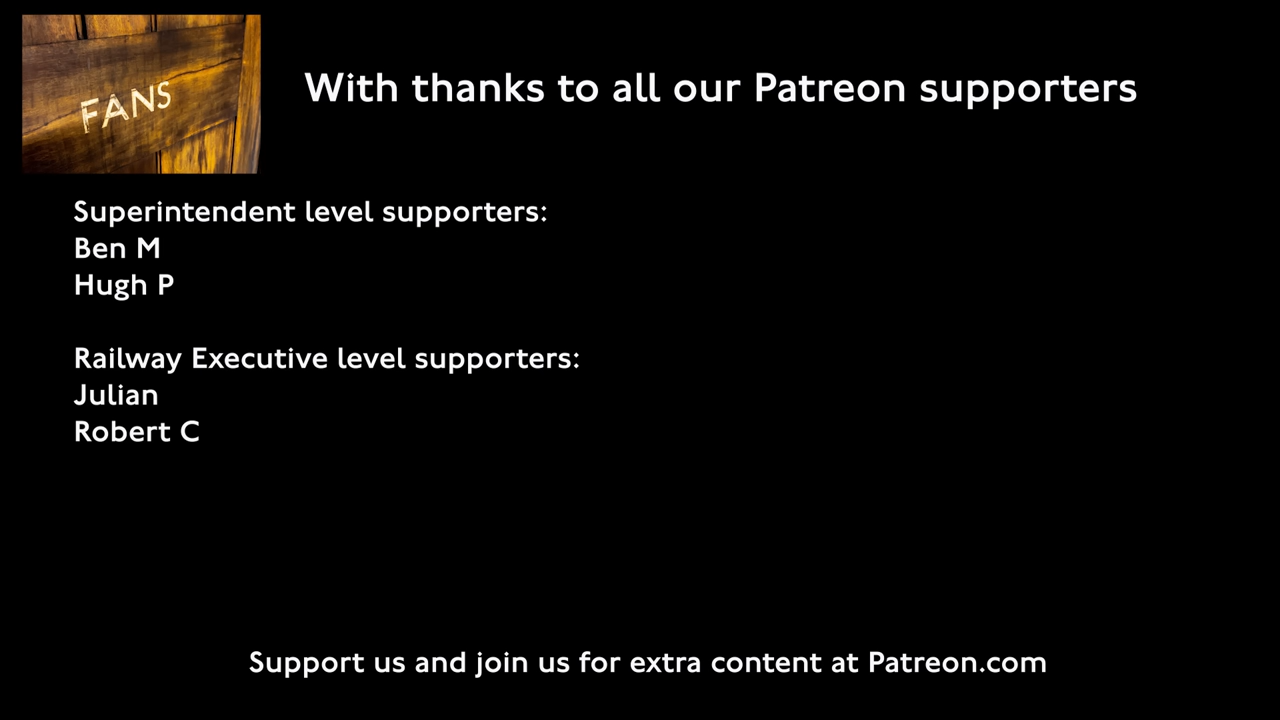 FANS
With thanks to all our Patreon supporters
Superintendent level supporters:
Ben M
Hugh P
Railway Executive level supporters:
Julian
Robert C
Support us and join us for extra content at Patreon.com